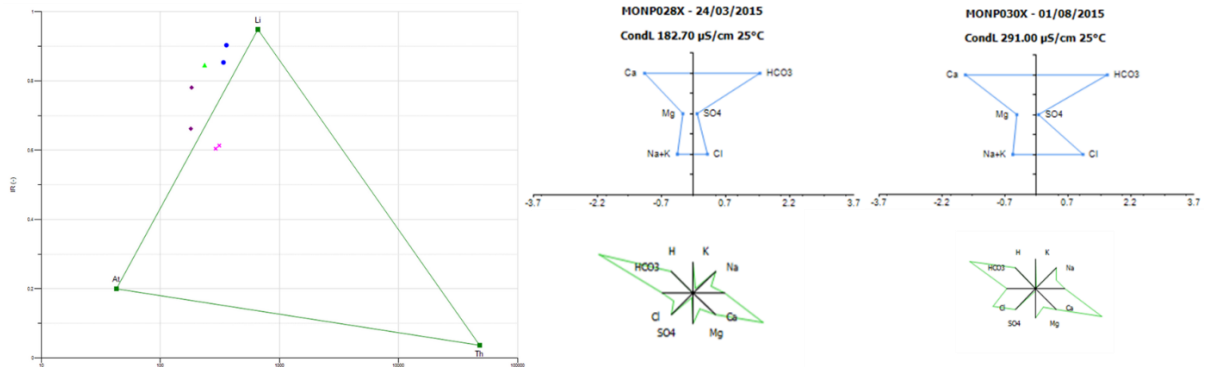 1
0.8
0.6
0.4
0.2
0
IR (-)
Li
At
Th
10
100
1000
10000
100000
MONP028X - 24/03/2015
CondL 182.70 µS/cm 25°C
Ca HCO3
Mg SO4
Na+K Cl
-3.7 -2.2 -0.7 0.7 2.2 3.7
H K
HCO3 Na
Cl Ca
SO4 Mg
MONP030X - 01/08/2015
CondL 291.00 µS/cm 25°C
Ca HCO3
Mg SO4
Na+K Cl
-3.7 -2.2 -0.7 0.7 2.2 3.7
H K
HCO3 Na
Cl Ca
SO4 Mg